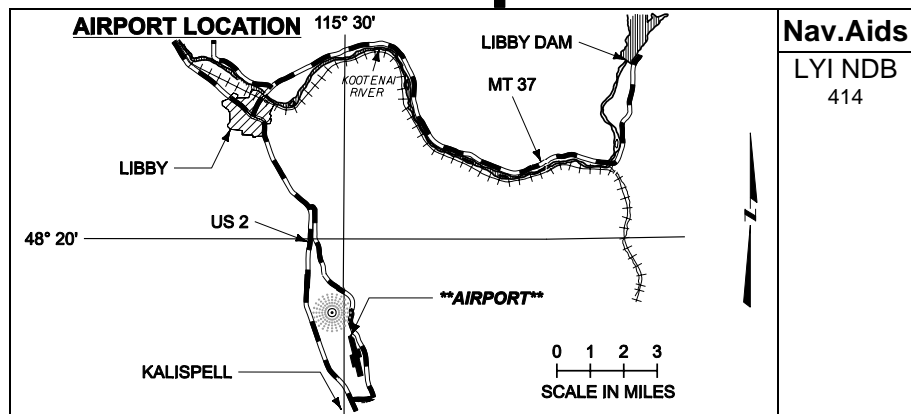 AIRPORT LOCATION
115° 30'
LIBBY DAM
KOOTENAI
RIVER
MT 37
LIBBY
US 2
48° 20'
**AIRPORT**
KALISPELL
0 1 2 3
SCALE IN MILES
N
Nav.Aids
LYI NDB
414